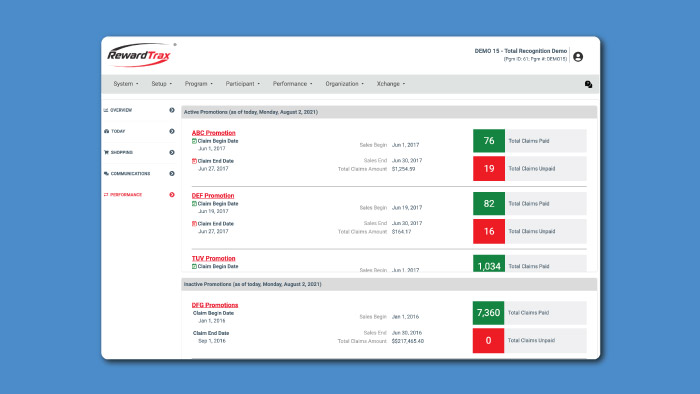 RewardTrax
DEMO 15 - Total Recognition Demo
(Pgm ID: 61; Pgm #: DEMO15)
System Setup Program Participant Performance Organization Xchange
OVERVIEW
TODAY
SHOPPING
COMMUNICATIONS
PERFORMANCE
Active Promotions (as of today, Monday, August 2, 2021)
ABC Promotion
Claim Begin Date
Jun 1, 2017
Sales Begin Jun 1, 2017
76 Total Claims Paid
Claim End Date
Jun 27, 2017
Sales End Jun 30, 2017
Total Claims Amount $1,254.59
19 Total Claims Unpaid
DEF Promotion
Claim Begin Date
Jun 19, 2017
Sales Begin Jun 19, 2017
82 Total Claims Paid
Claim End Date
Jun 27, 2017
Sales End Jun 30, 2017
Total Claims Amount $164.17
16 Total Claims Unpaid
TUV Promotion
Claim Begin Date
Sales Begin Jun 1, 2017
1,034 Total Claims Paid
Inactive Promotions (as of today, Monday, August 2, 2021)
DFG Promotions
Claim Begin Date
Jan 1, 2016
Sales Begin Jan 1, 2016
7,360 Total Claims Paid
Claim End Date
Sep 1, 2016
Sales End Jun 30, 2016
Total Claims Amount $$217,465.40
0 Total Claims Unpaid